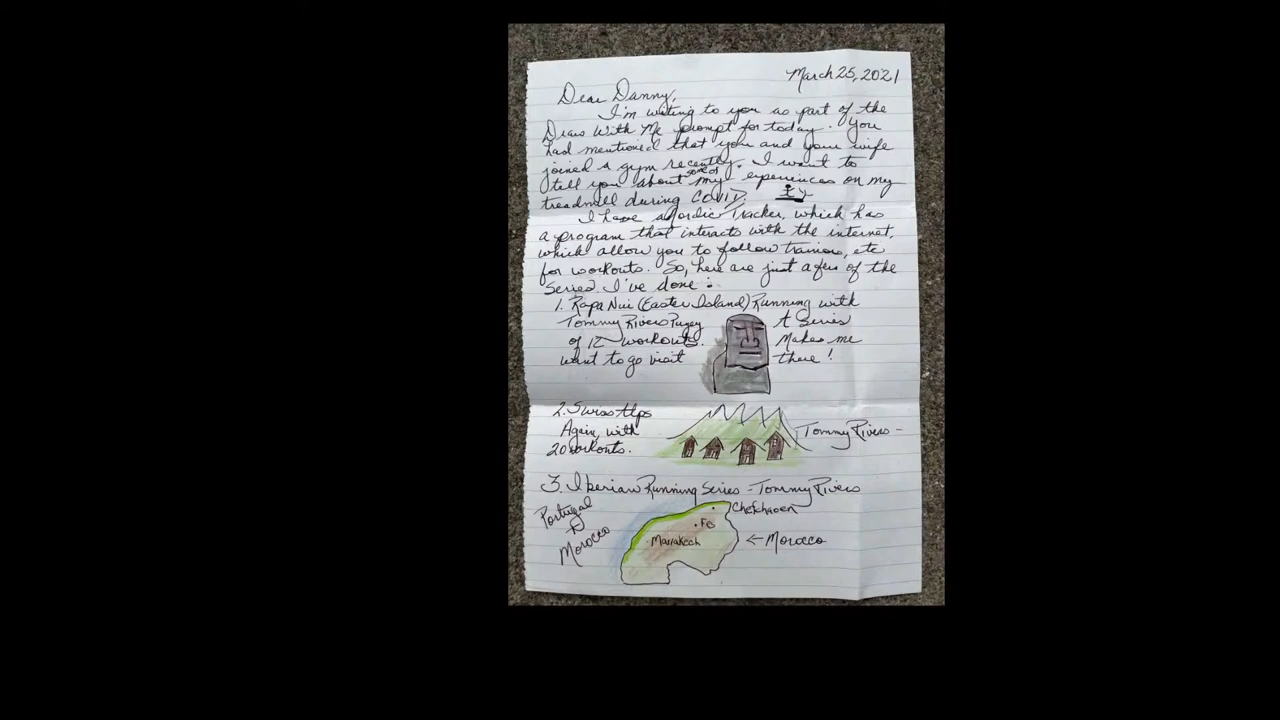 March 25, 2021
Dear Danny,
I'm writing to you as part of the
Draw With Me prompt for today. You
had mentioned that you and your wife
joined a gym recently. I want to
tell you about some of my experiences on my
treadmill during COVID.
I have a Nordic Tracker, which has
a program that interacts with the internet,
which allow you to follow trainers, etc
for workouts. So, here are just a few of the
series I've done:
1. Rapa Nui (Easter Island) Running with
Tommy Rivers Puzey A series
of 12 workouts. Makes me
want to go visit there!
2. Swiss Alps
Again, with Tommy Rivers -
20 workouts.
3. Iberian Running Series - Tommy Rivers
Portugal
to
Morocco
Chefchaoen
Fes
Marrakech ← Morocco